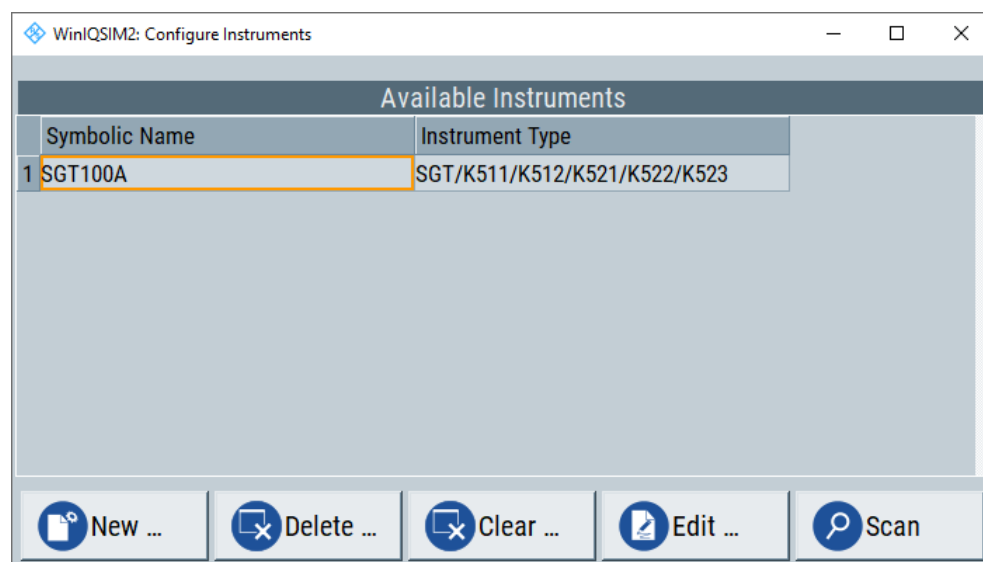 WinIQSIM2: Configure Instruments
Available Instruments
Symbolic Name Instrument Type
1 SGT100A SGT/K511/K512/K521/K522/K523
New ... Delete ... Clear ... Edit ... Scan